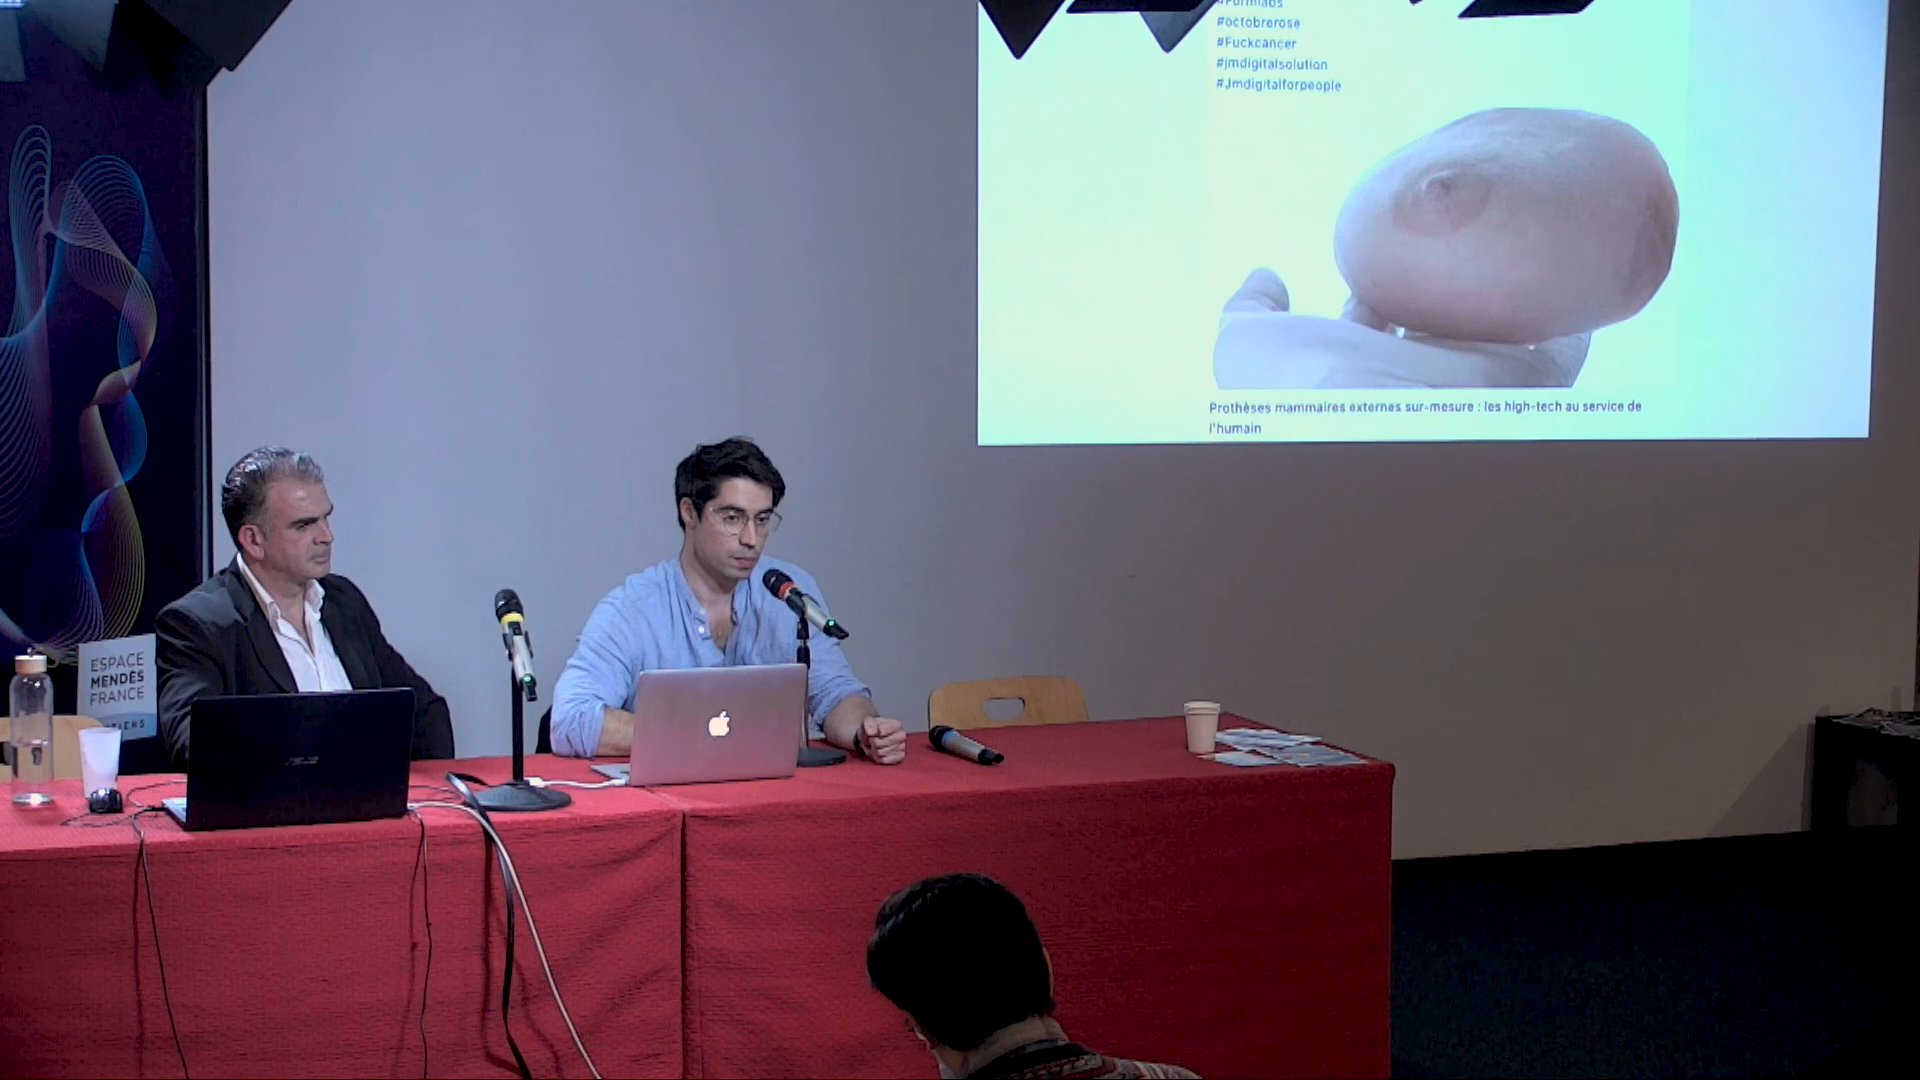 #Formlabs
#octobrerose
#Fuckcancer
#jmdigitalsolution
#Jmdigitalforpeople
Prothèses mammaires externes sur-mesure : les high-tech au service de
l'humain
ESPACE
MENDÈS
FRANCE